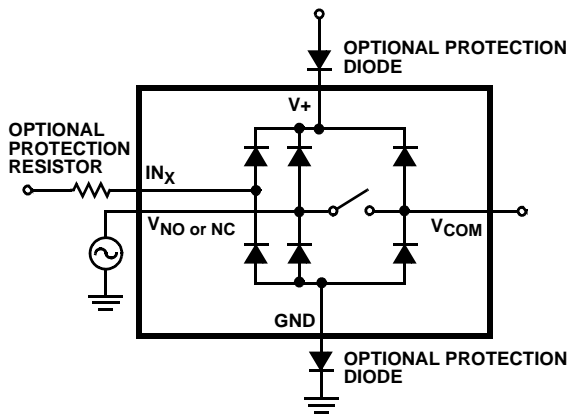 OPTIONAL PROTECTION
DIODE
V+
OPTIONAL
PROTECTION
RESISTOR
INX
VNO or NC
VCOM
GND
OPTIONAL PROTECTION
DIODE